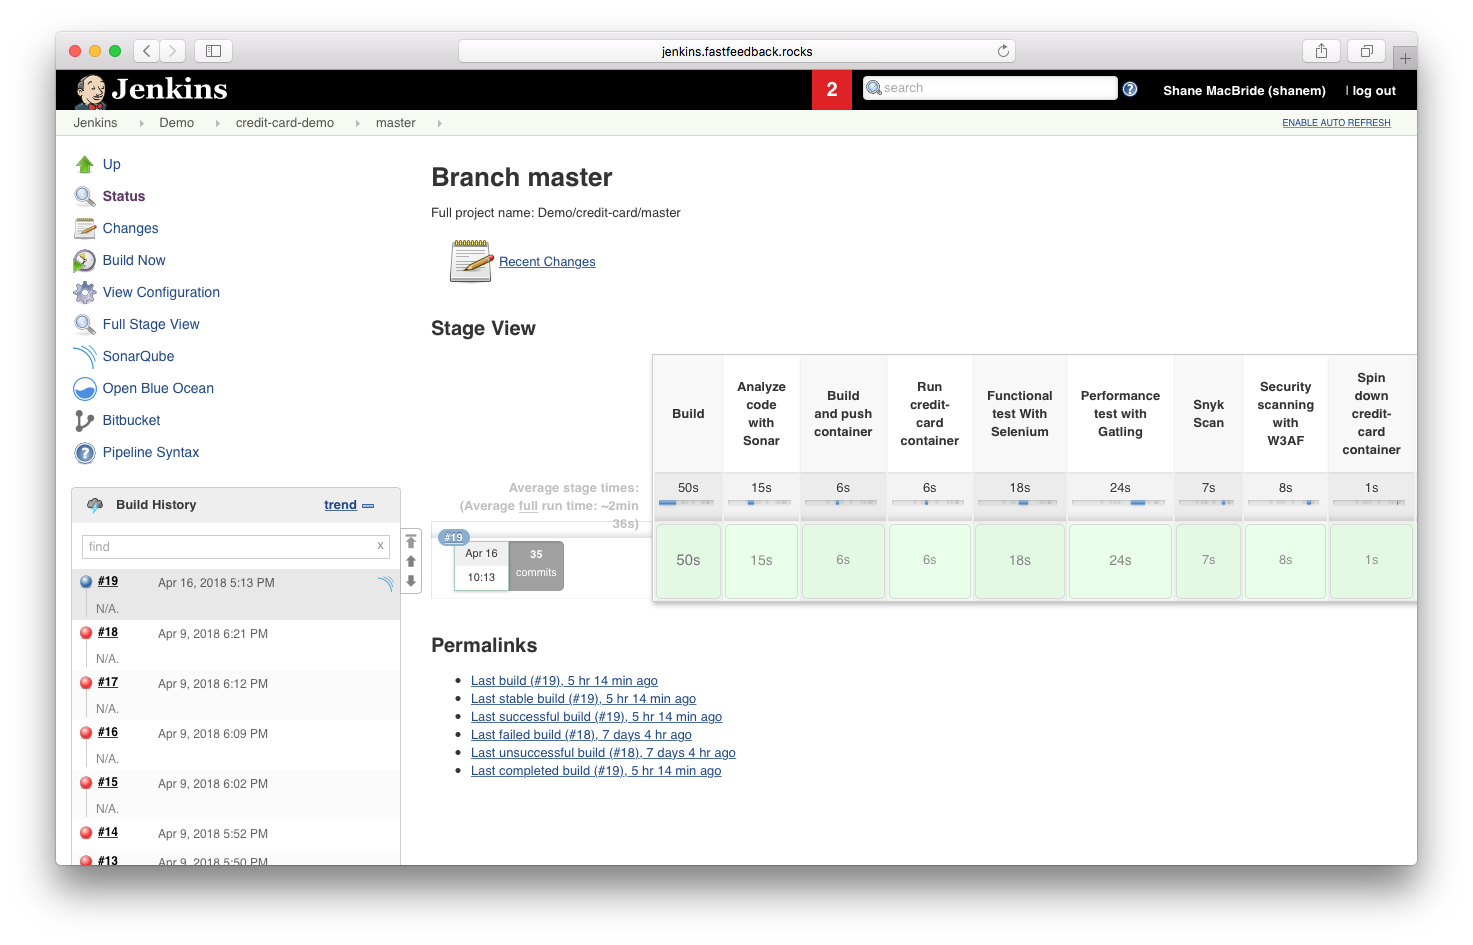 jenkins.fastfeedback.rocks
Jenkins
2
search
Shane MacBride (shanem)
| log out
Jenkins
Demo
credit-card-demo
master
ENABLE AUTO REFRESH
Up
Status
Changes
Build Now
View Configuration
Full Stage View
SonarQube
Open Blue Ocean
Bitbucket
Pipeline Syntax
Build History
trend
find
x
#19 Apr 16, 2018 5:13 PM
N/A.
#18 Apr 9, 2018 6:21 PM
N/A.
#17 Apr 9, 2018 6:12 PM
N/A.
#16 Apr 9, 2018 6:09 PM
N/A.
#15 Apr 9, 2018 6:02 PM
N/A.
#14 Apr 9, 2018 5:52 PM
#13 Apr 9, 2018 5:50 PM
Branch master
Full project name: Demo/credit-card/master
Recent Changes
Stage View
Build
Analyze
code
with
Sonar
Build
and push
container
Run
credit-
card
container
Functional
test With
Selenium
Performance
test with
Gatling
Snyk
Scan
Security
scanning
with
W3AF
Spin
down
credit-
card
container
Average stage times:
(Average full run time: ~2min
36s)
50s 15s 6s 6s 18s 24s 7s 8s 1s
#19
Apr 16
10:13
35
commits
50s 15s 6s 6s 18s 24s 7s 8s 1s
Permalinks
Last build (#19), 5 hr 14 min ago
Last stable build (#19), 5 hr 14 min ago
Last successful build (#19), 5 hr 14 min ago
Last failed build (#18), 7 days 4 hr ago
Last unsuccessful build (#18), 7 days 4 hr ago
Last completed build (#19), 5 hr 14 min ago